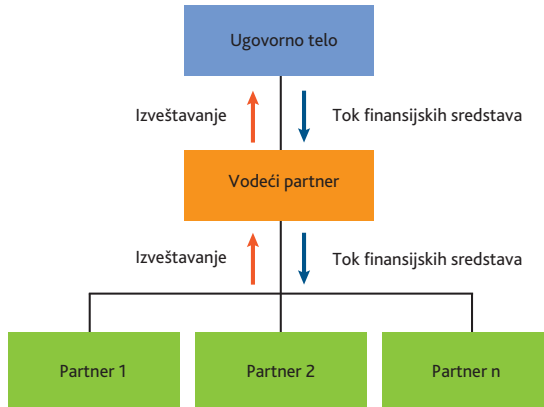 Ugovorno telo
Izveštavanje
Tok finansijskih sredstava
Vodeći partner
Izveštavanje
Tok finansijskih sredstava
Partner 1
Partner 2
Partner n